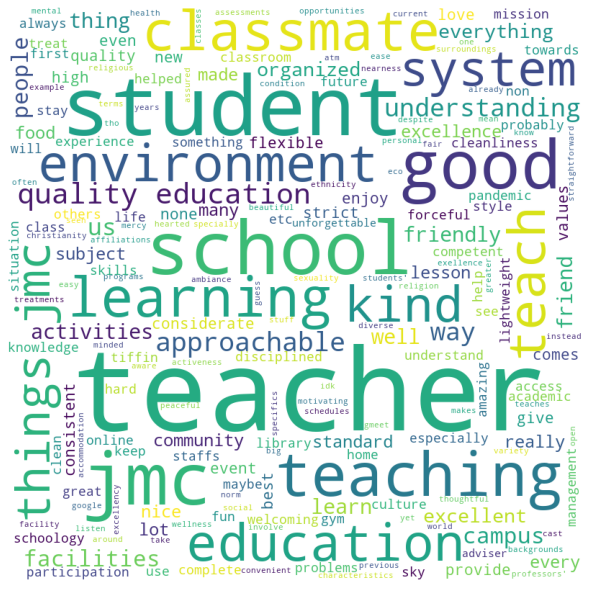 mental
health
assessments
opportunities
current
always
thing
treat
religious
first
even
quality
classes
classmate
love
mission
everything
one
surroundings
towards
people
high
stay
food
new
made
helped
classroom
organized
atm
ease
nearness
future
system
example
terms
years
assured
student
condition
already
understanding
non
tho
despite
mean
probably
excellence
personal
know
fair
cleanliness
straightforward
will
experience
something
flexible
environment
good
eco
quality education
ethnicity
enjoy
pandemic
values
often
yeah
beautiful
others
none
many
unforgettable
etc
strict
forceful
style
christianity
life
mercy
hearted
specially
us
school
friendly
competent
lightweight
situation
affiliations
class
subject
skills
lesson
help
see
teach
friend
jmc
easy
programs
ambiance
sexuality
students'
greater
treatments
guess
stuff
religion
exellence
learning
kind
activities
considerate
well
way
instead
approachable
diverse
knowledge
minded
activeness
tiffin
disciplined
understand
comes
things
consistent
accommodation
clean
aware
peaceful
hard
teacher
idk
motivating
schedules
teaches
amazing
access
academic
online
community
library
standard
especially
really
give
keep
staffs
specifics
gmeet
makes
variety
management
open
jmc
event
big
home
teaching
great
maybe
best
google
excellency
norm
nice
fun
welcoming
gym
culture
learn
thoughtful
excellent
yet
world
cast
facility
listen
wellness
social
involve
schoology
around
take
lot
education
adviser
backgrounds
campus
facilities
every
participation
use
complete
problems
previous
sky
provide
convenient
characteristics
professors'